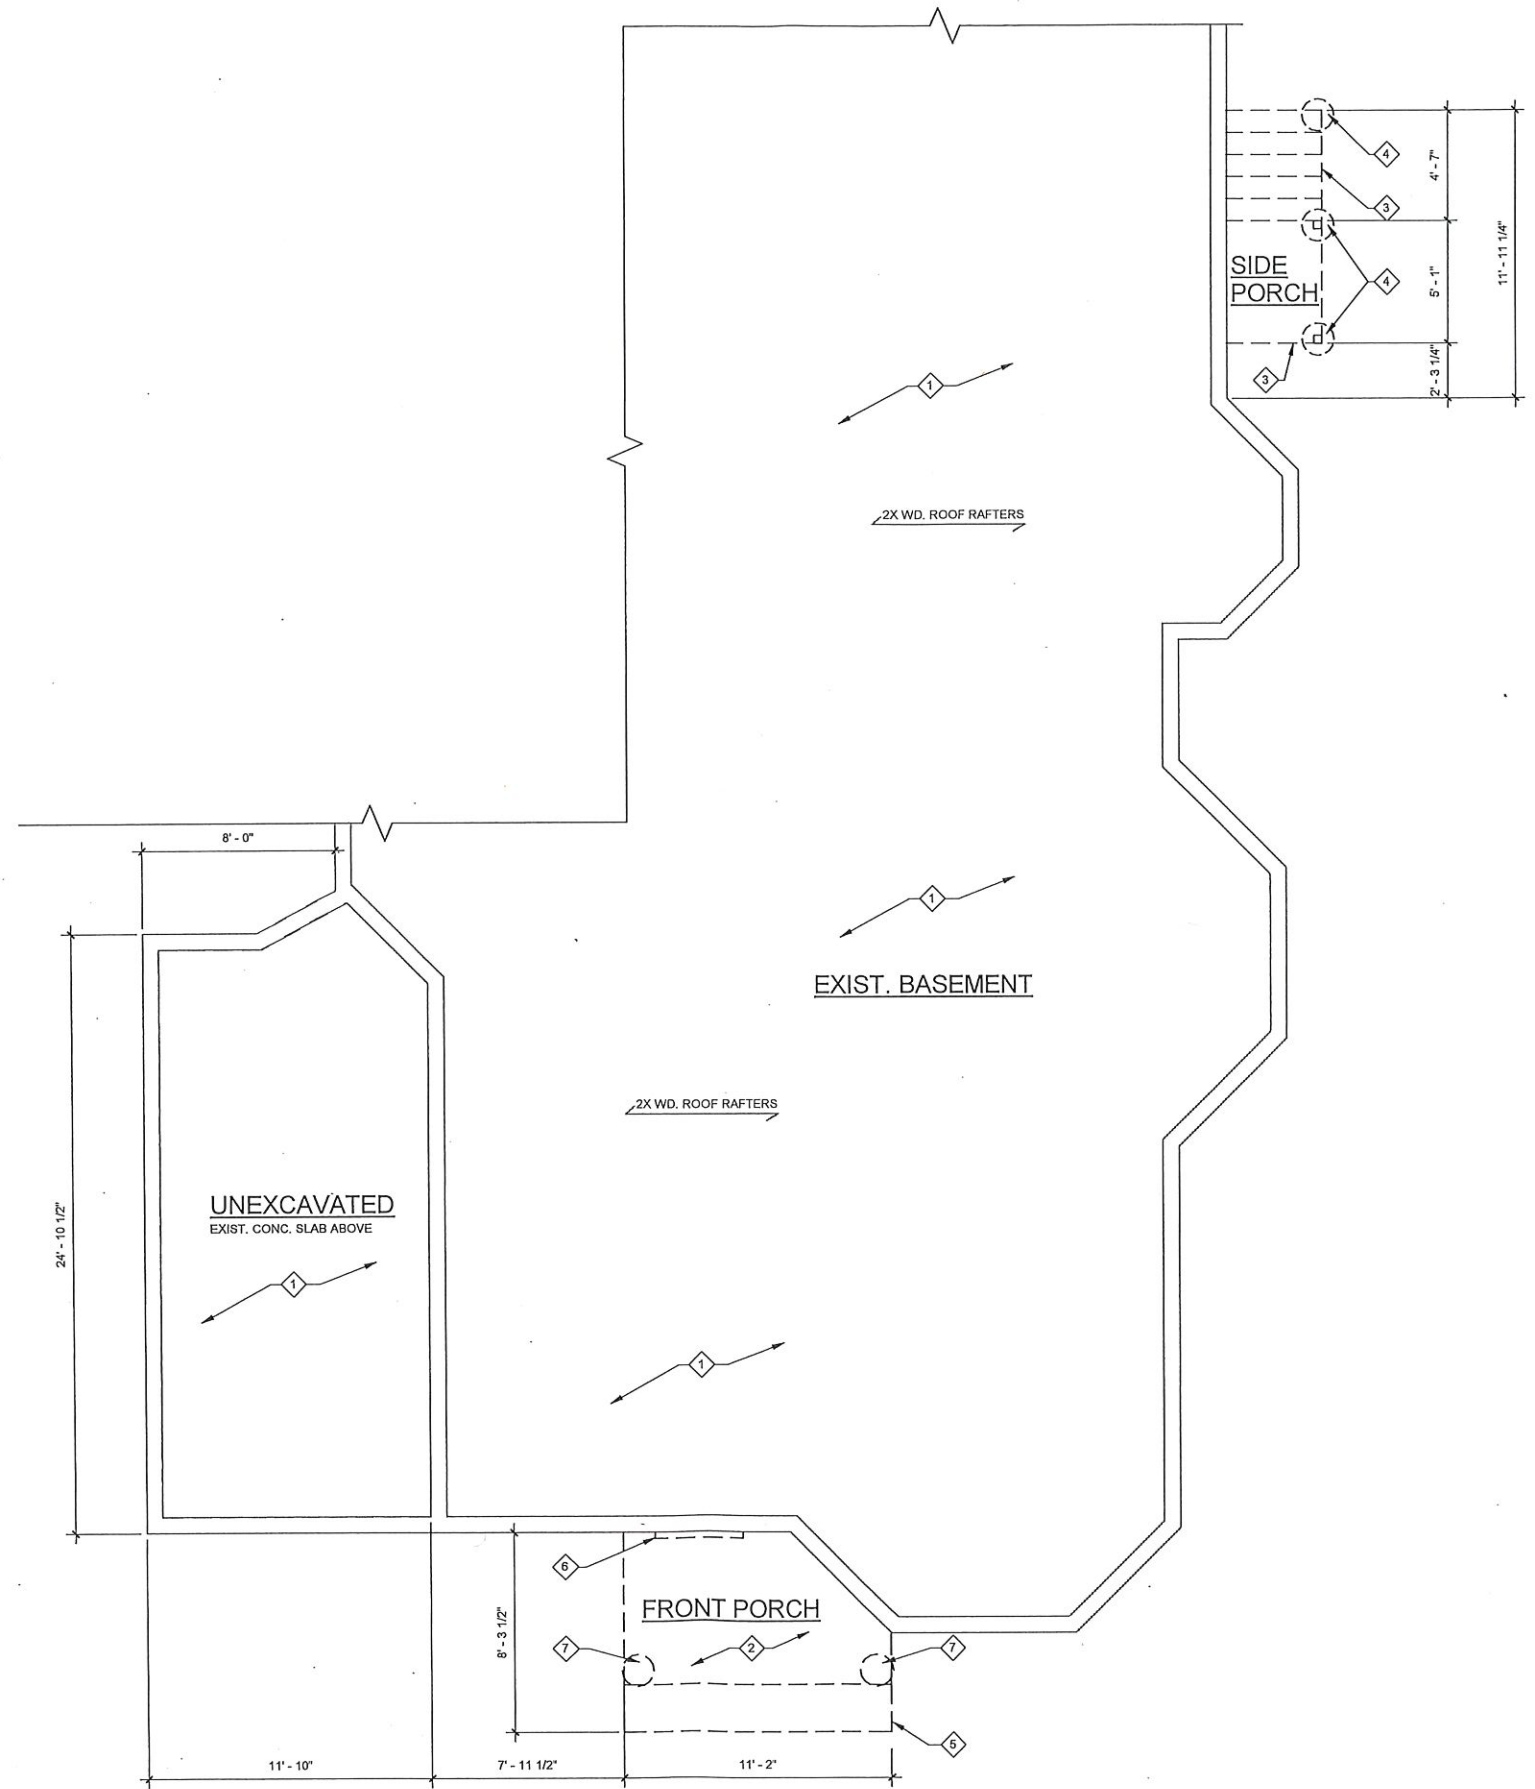 4
4' - 7"
3
11' - 11 1/4"
SIDE
PORCH
4
5' - 1"
3
2' - 3 1/4"
1
2X WD. ROOF RAFTERS
8' - 0"
1
EXIST. BASEMENT
2X WD. ROOF RAFTERS
UNEXCAVATED
EXIST. CONC. SLAB ABOVE
24' - 10 1/2"
1
1
6
FRONT PORCH
8' - 3 1/2"
7
2
7
5
11' - 10"
7' - 11 1/2"
11' - 2"